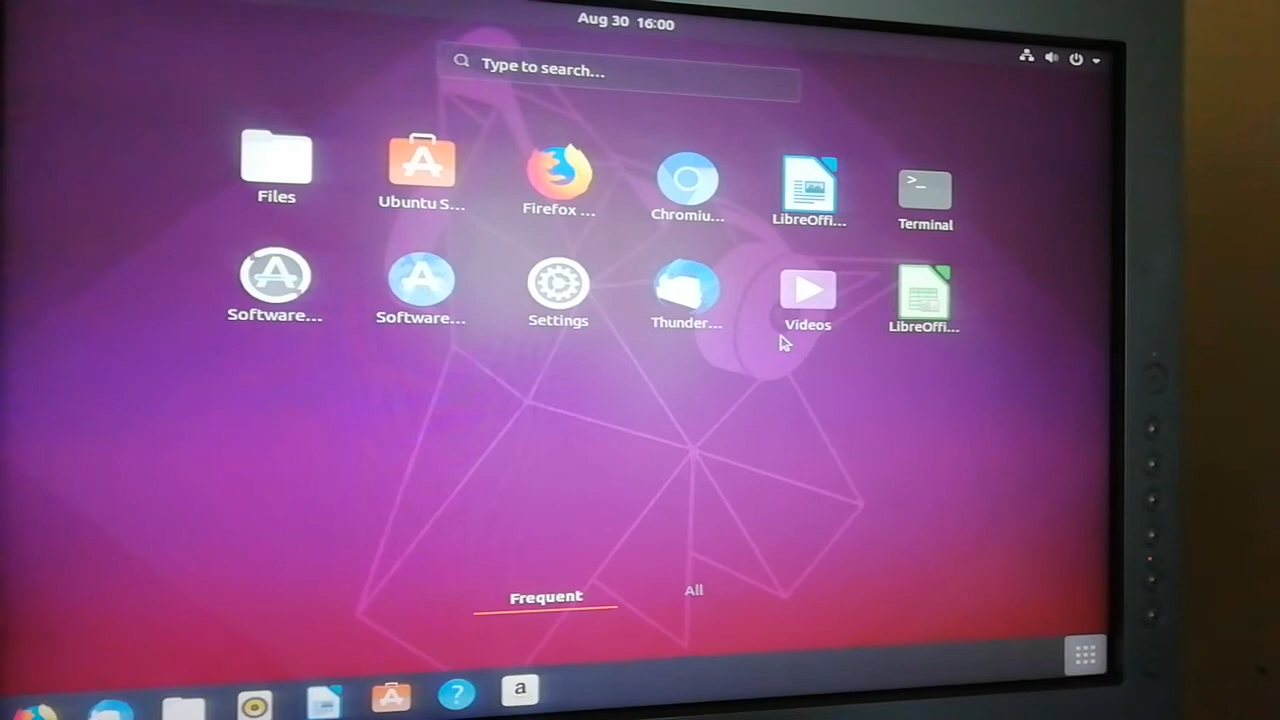 Aug 30 16:00
Type to search...
Files
Ubuntu S...
Firefox ...
Chromiu...
LibreOffi...
Terminal
Software...
Software...
Settings
Thunder...
Videos
LibreOffi...
Frequent
All
?
a